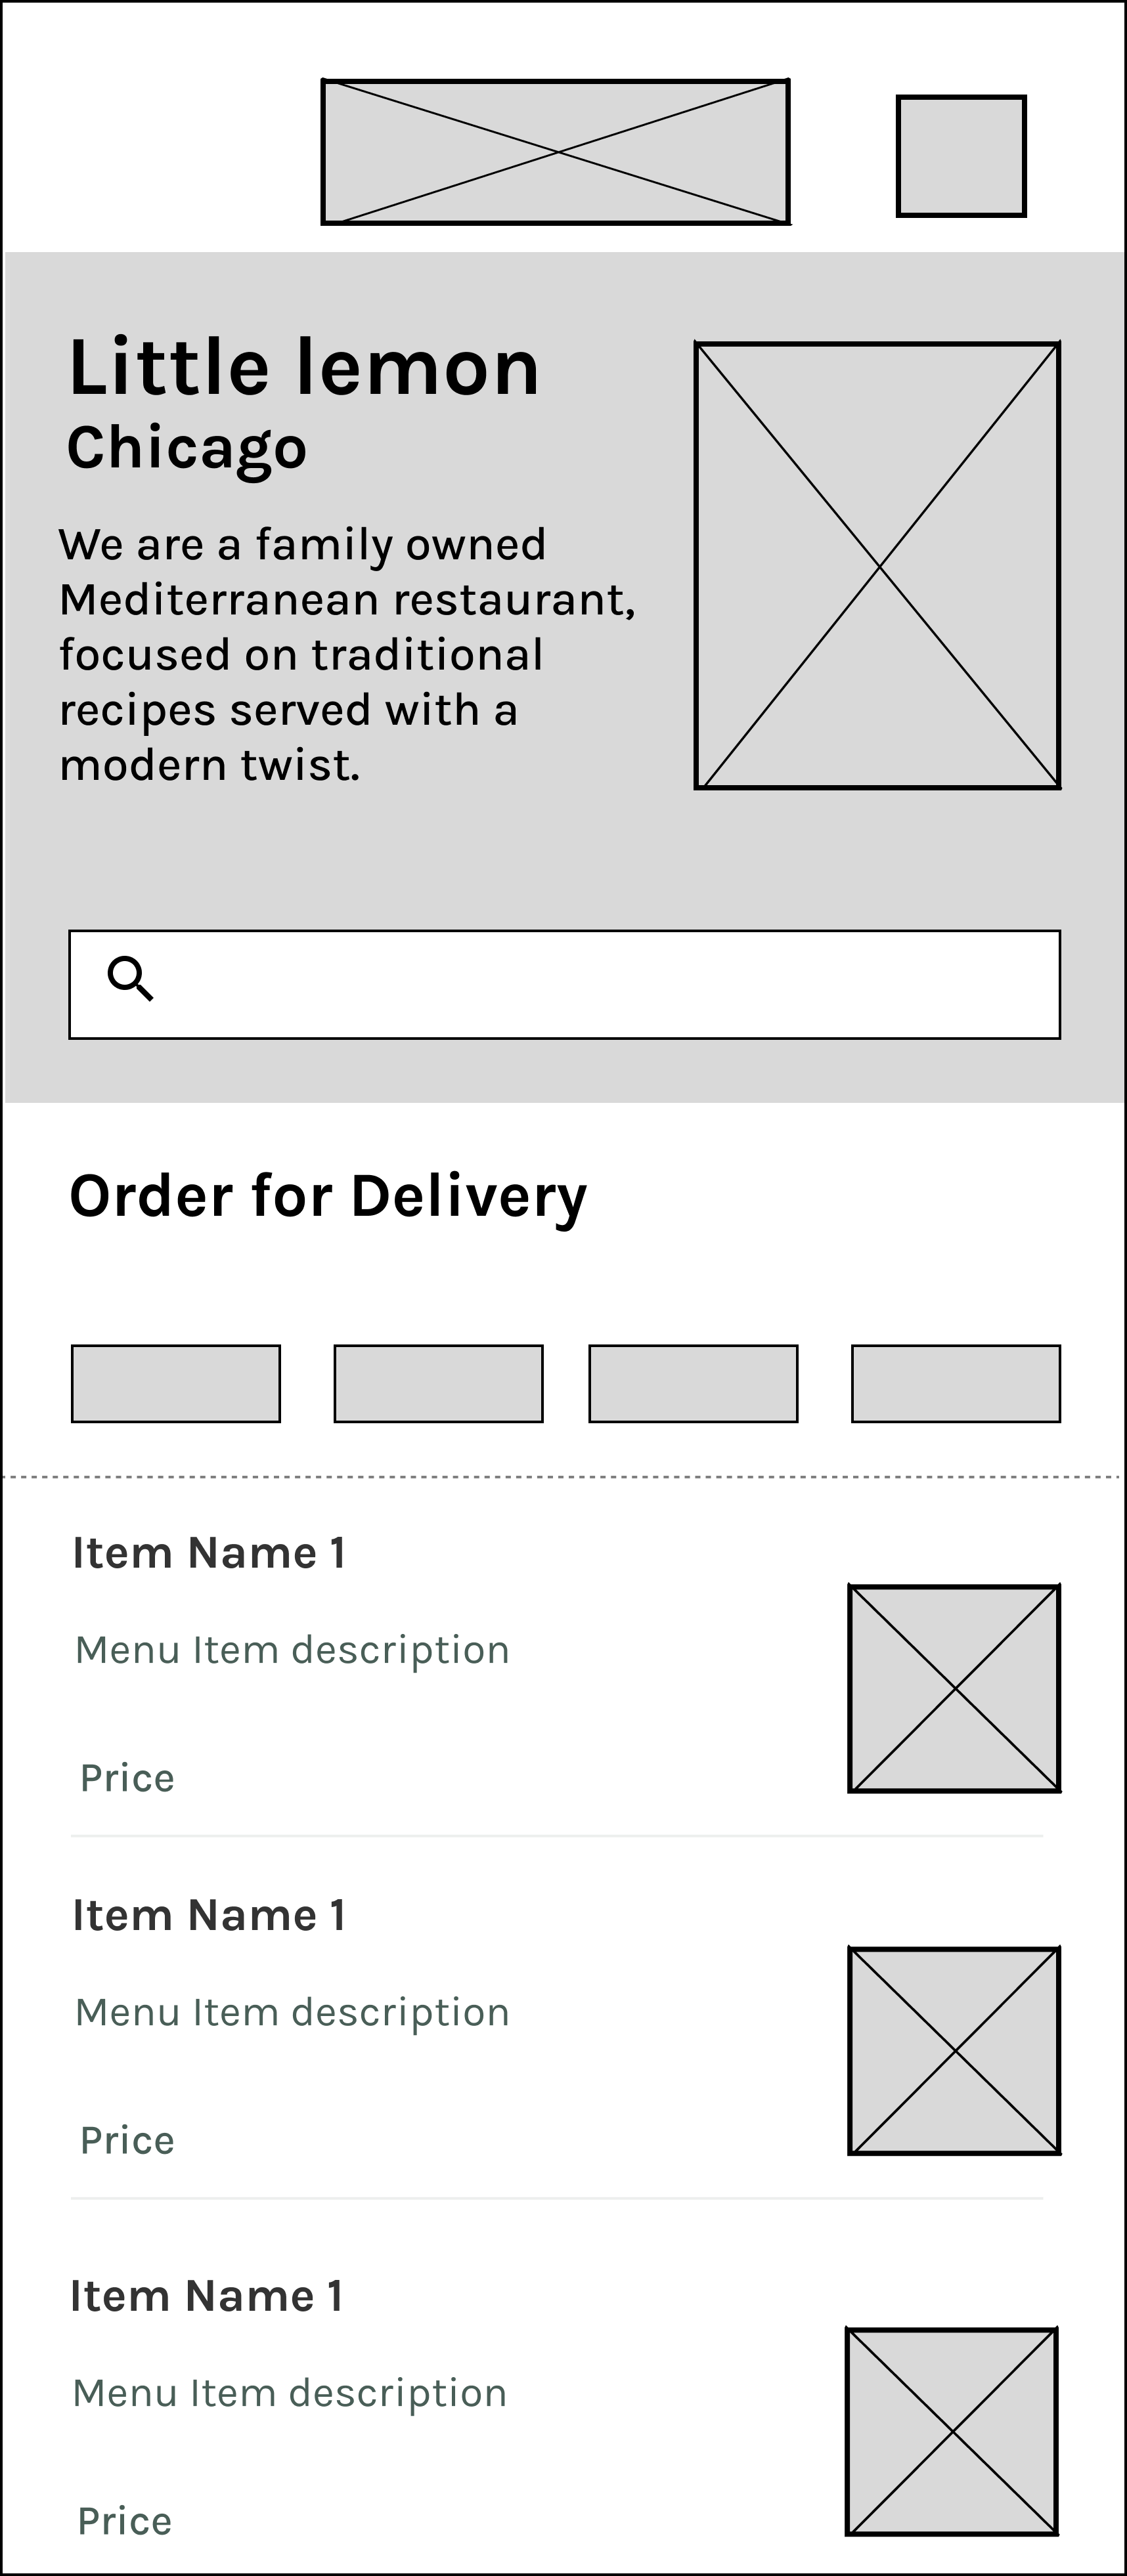 Little lemon
Chicago
We are a family owned
Mediterranean restaurant,
focused on traditional
recipes served with a
modern twist.
Order for Delivery
Item Name 1
Menu Item description
Price
Item Name 1
Menu Item description
Price
Item Name 1
Menu Item description
Price